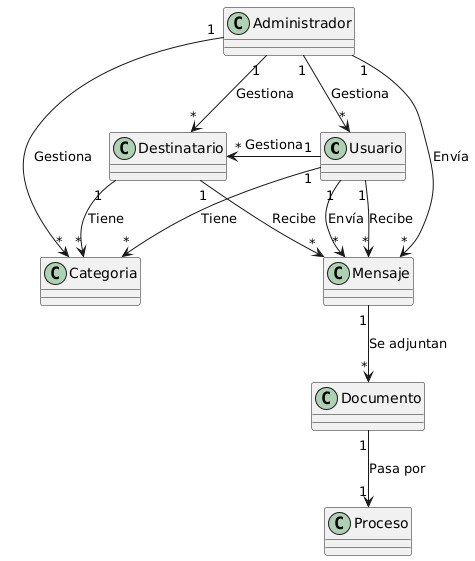 C Administrador
1
1
1
1
Gestiona
Gestiona
*
*
C Destinatario
* Gestiona 1
C Usuario
Gestiona
Envía
1
1
1
1
1
Tiene
Tiene
Recibe
Envía
Recibe
*
*
*
*
*
*
*
C Categoria
C Mensaje
1
Se adjuntan
*
C Documento
1
Pasa por
1
C Proceso